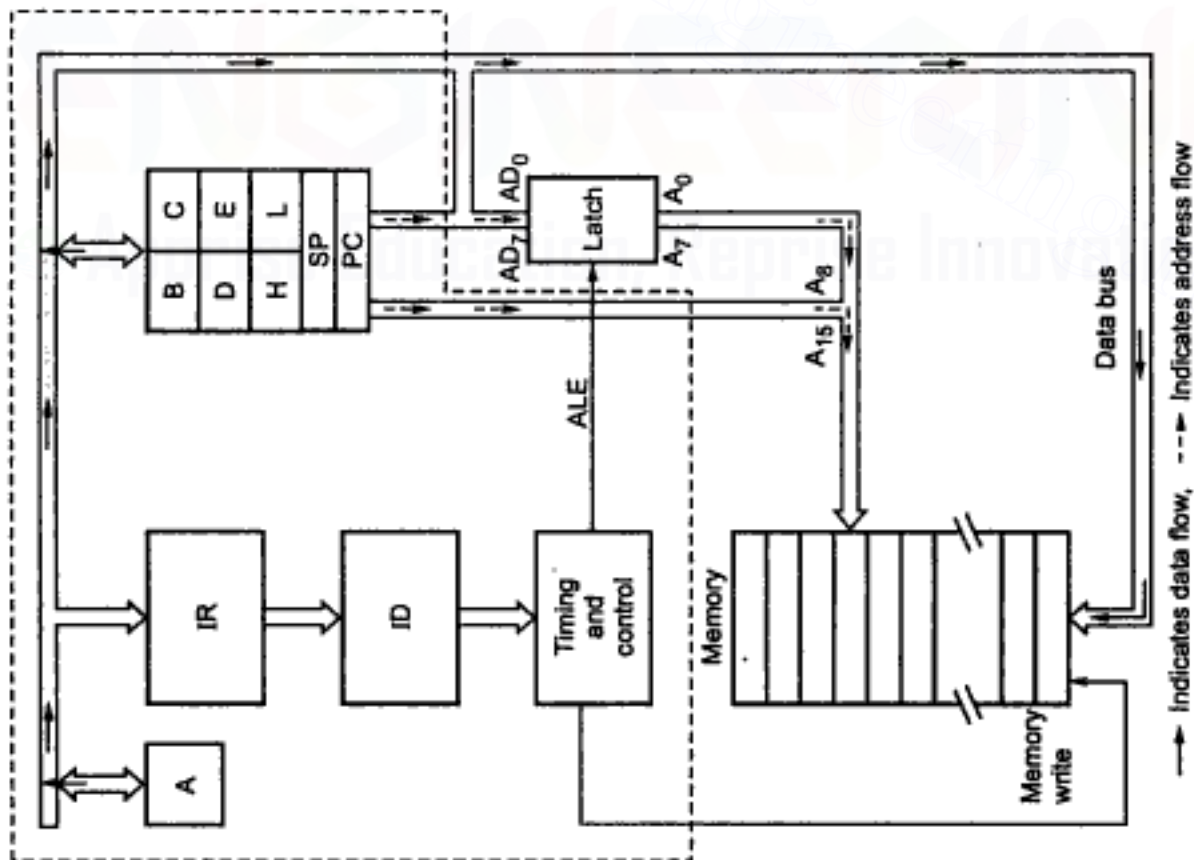 A
IR
ID
Timing
and
control
B C
D E
H L
SP
PC
ALE
AD7 AD0
Latch
A7 A0
A15 A8
Memory
Memory
write
Data bus
Indicates data flow, Indicates address flow